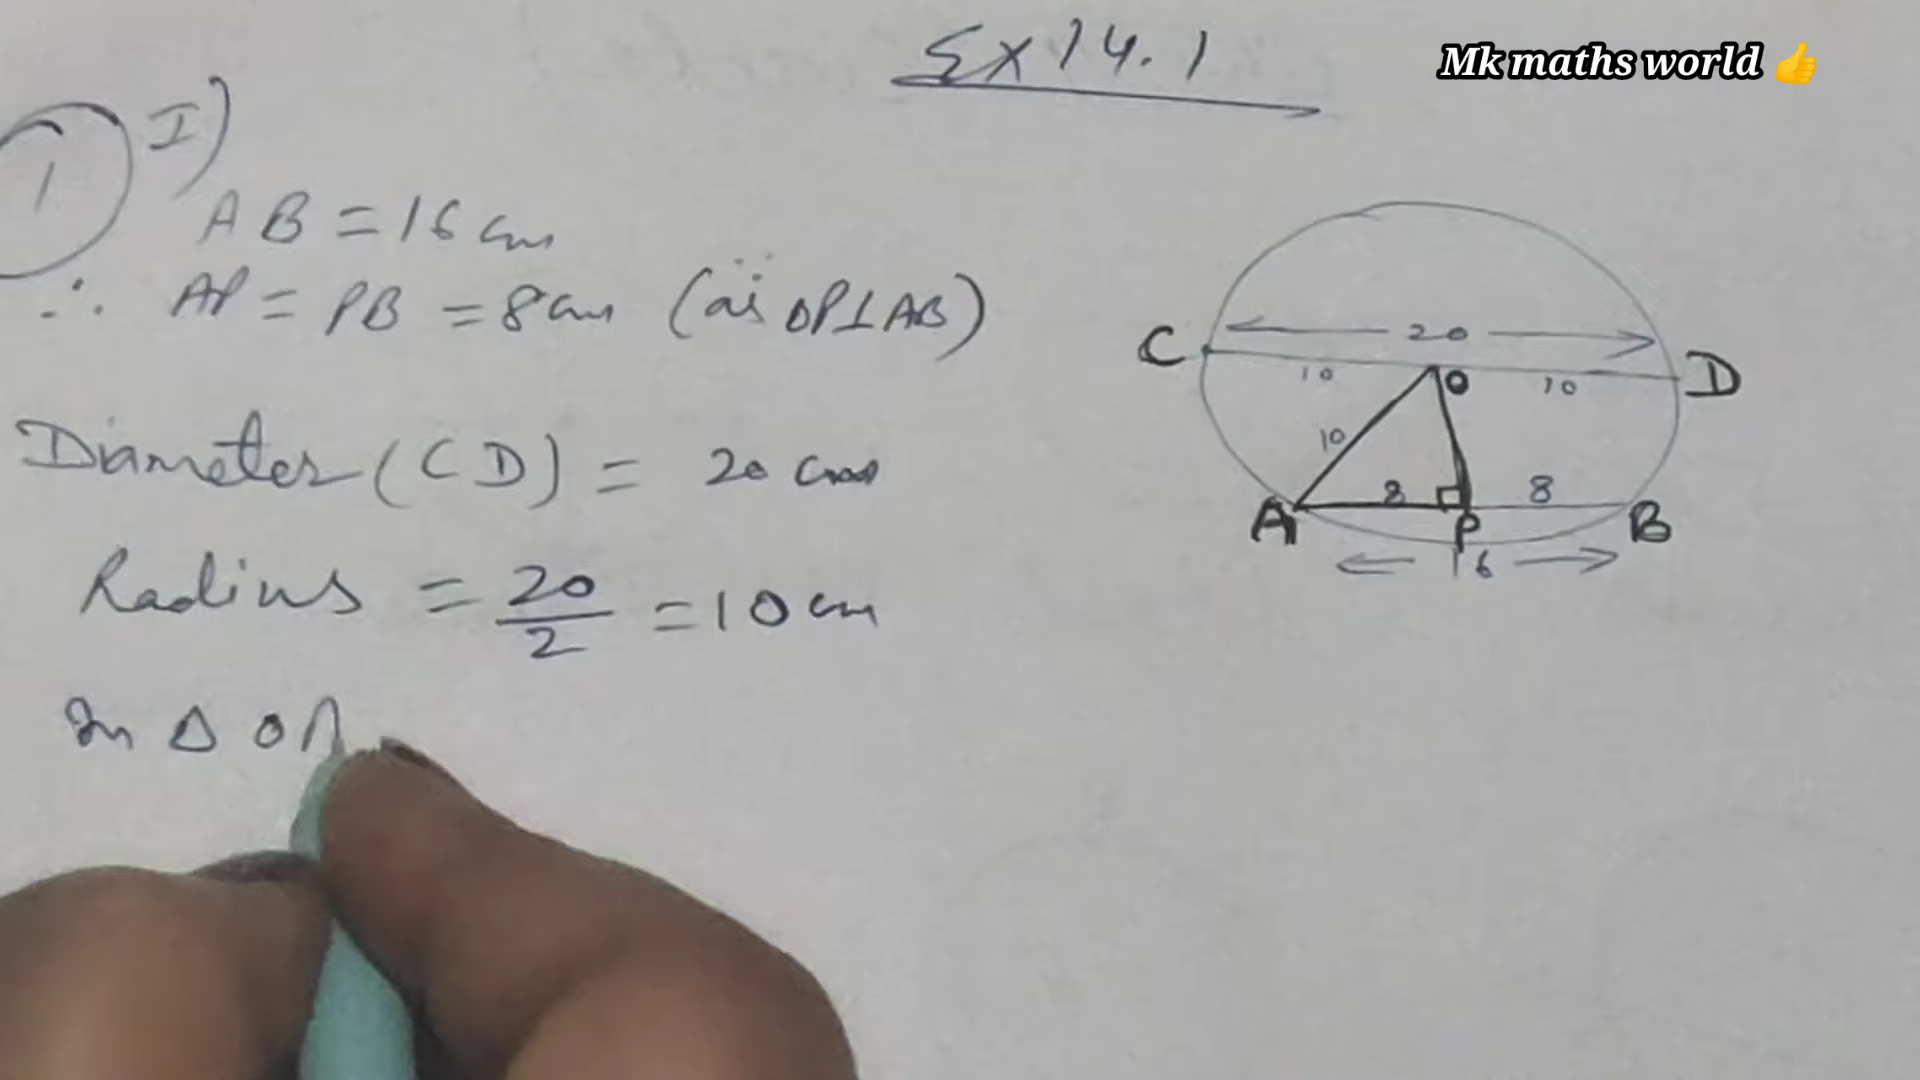 Ex 14.1
Mk maths world 👍
1 I)
AB = 16 cm
∴ AP = PB = 8 cm (as OP⊥AB)
Diameter (CD) = 20 cm
Radius = 20/2 = 10 cm
In Δ OA
20
C 10 O 10 D
10
8 8
A P B
16